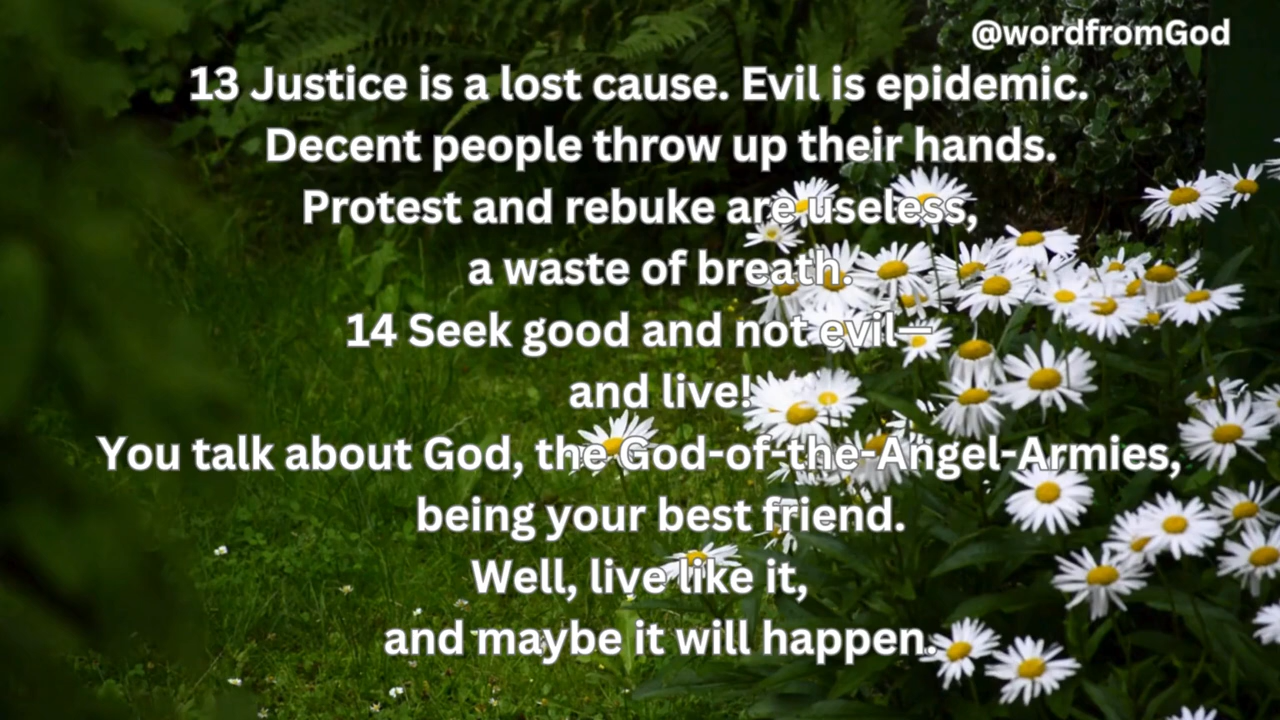 @wordfromGod
13 Justice is a lost cause. Evil is epidemic.
Decent people throw up their hands.
Protest and rebuke are useless,
a waste of breath.
14 Seek good and not evil—
and live!
You talk about God, the God-of-the-Angel-Armies,
being your best friend.
Well, live like it,
and maybe it will happen.